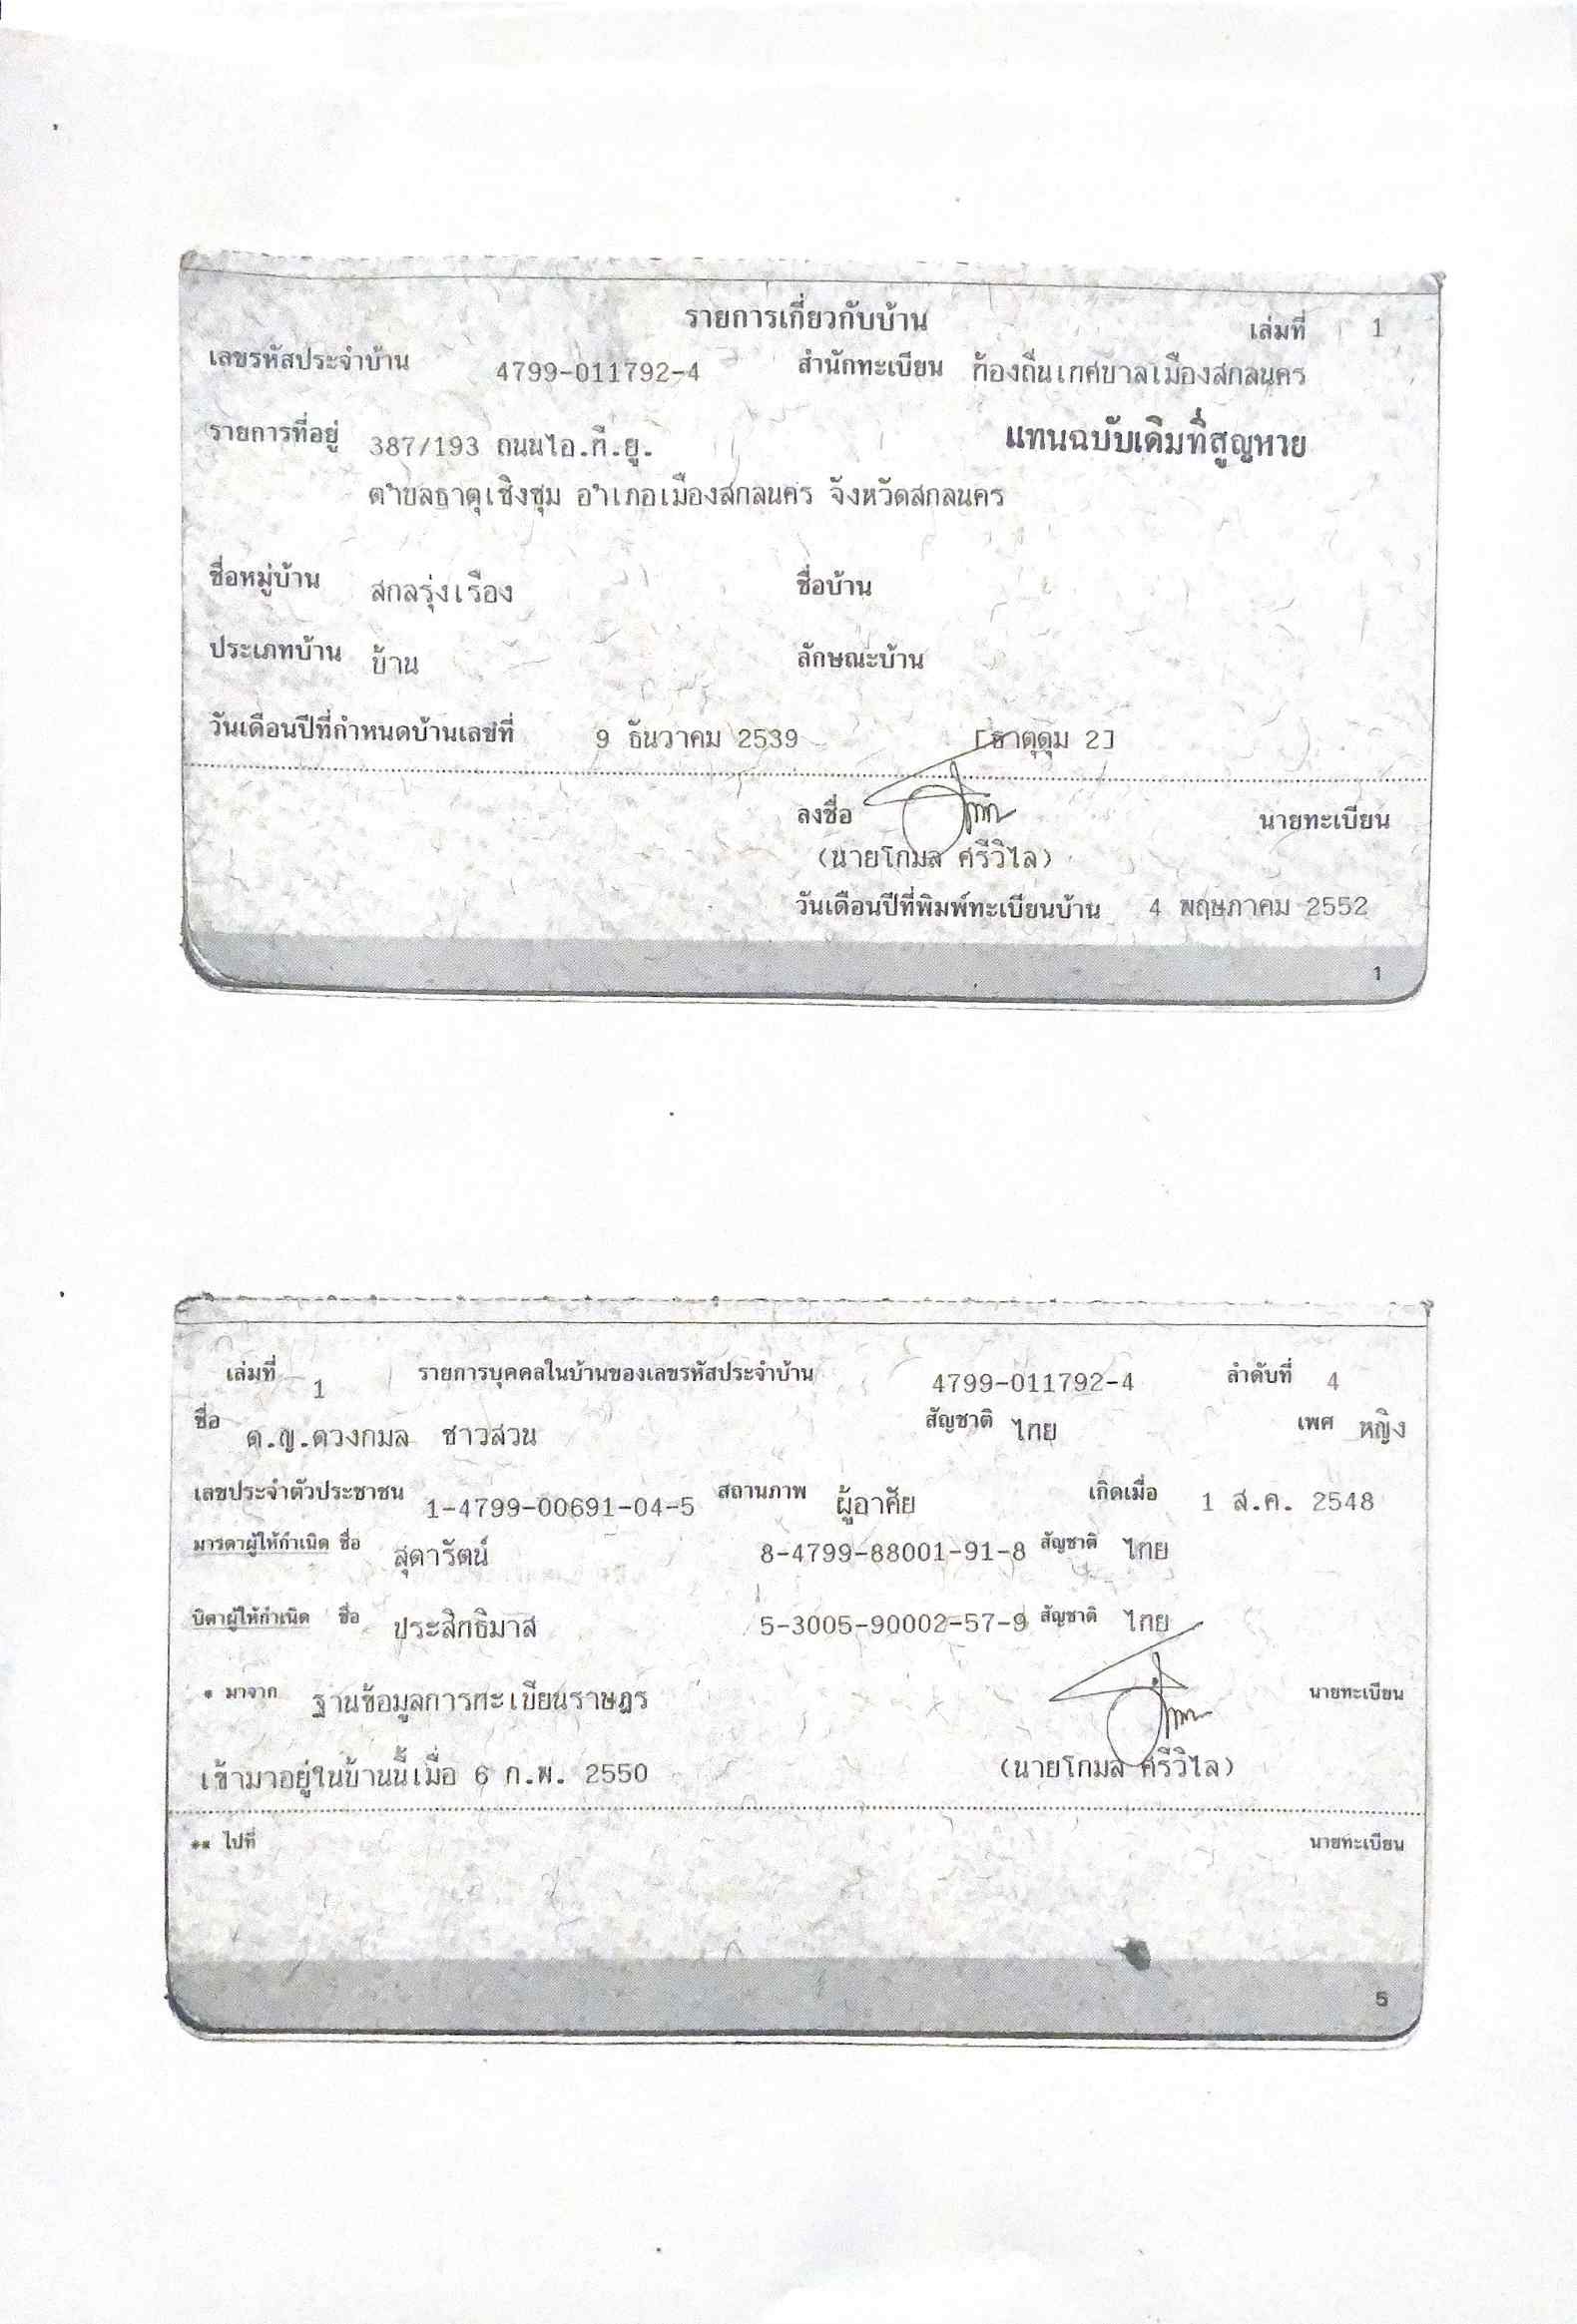 รายการเกี่ยวกับบ้าน เล่มที่ 1
เลขรหัสประจำบ้าน 4799-011792-4 สำนักทะเบียน ท้องถิ่นเทศบาลเมืองสกลนคร
รายการที่อยู่ 387/193 ถนนไอ.ที.ยู. แทนฉบับเดิมที่สูญหาย
ตำบลธาตุเชิงชุม อำเภอเมืองสกลนคร จังหวัดสกลนคร
ชื่อหมู่บ้าน สกลรุ่งเรือง ชื่อบ้าน
ประเภทบ้าน บ้าน ลักษณะบ้าน
วันเดือนปีที่กำหนดบ้านเลขที่ 9 ธันวาคม 2539 [ธาตุดุม 2]
ลงชื่อ นายทะเบียน
(นายโกมล ศรีวิไล)
วันเดือนปีที่พิมพ์ทะเบียนบ้าน 4 พฤษภาคม 2552
1
เล่มที่ 1 รายการบุคคลในบ้านของเลขรหัสประจำบ้าน 4799-011792-4 ลำดับที่ 4
ชื่อ ด.ญ.ดวงกมล ชาวสวน สัญชาติ ไทย เพศ หญิง
เลขประจำตัวประชาชน 1-4799-00691-04-5 สถานภาพ ผู้อาศัย เกิดเมื่อ 1 ส.ค. 2548
มารดาผู้ให้กำเนิด ชื่อ สุดารัตน์ 8-4799-88001-91-8 สัญชาติ ไทย
บิดาผู้ให้กำเนิด ชื่อ ประสิทธิมาส 5-3005-90002-57-9 สัญชาติ ไทย
* มาจาก ฐานข้อมูลการทะเบียนราษฎร นายทะเบียน
เข้ามาอยู่ในบ้านนี้เมื่อ 6 ก.พ. 2550 (นายโกมล ศรีวิไล)
** ไปที่ นายทะเบียน
5